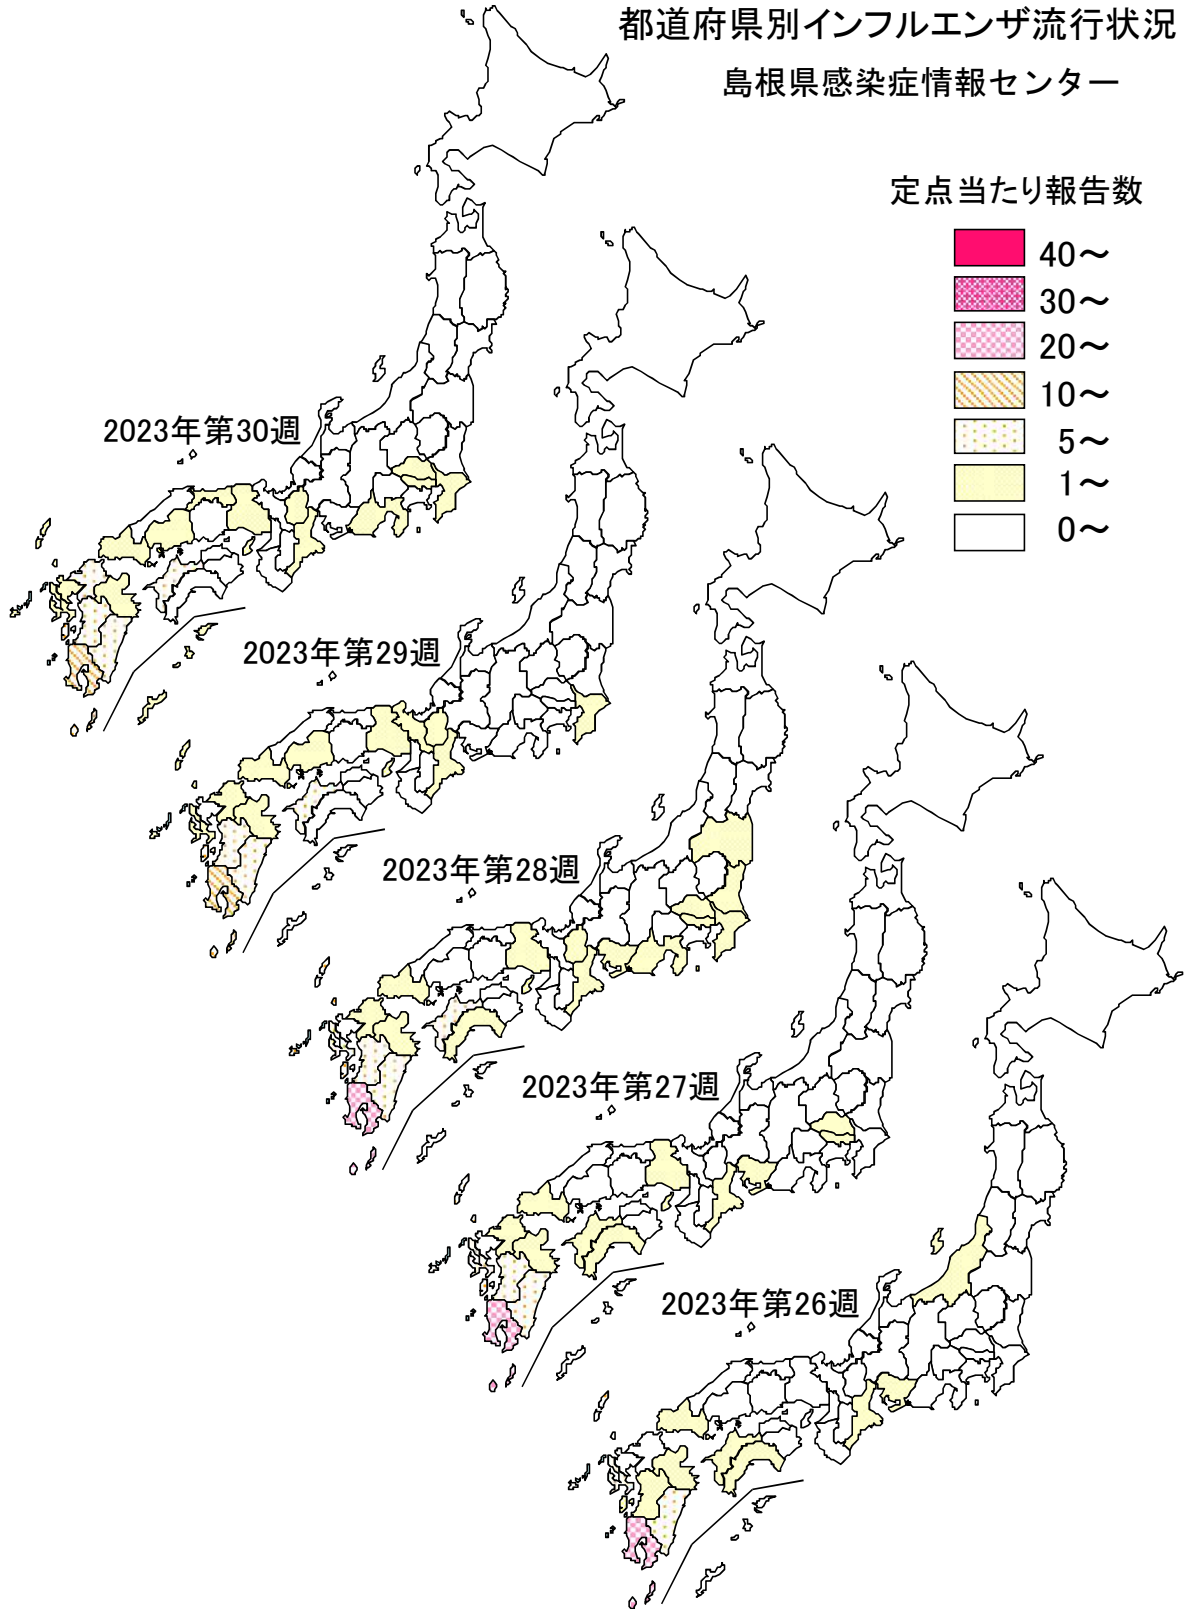 都道府県別インフルエンザ流行状況
島根県感染症情報センター
定点当たり報告数
40～
30～
20～
10～
5～
1～
0～
2023年第30週
2023年第29週
2023年第28週
2023年第27週
2023年第26週